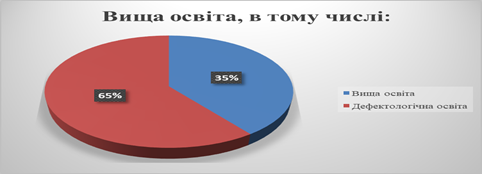 Вища освіта, в тому числі:
35%
65%
Вища освіта
Дефектологічна освіта